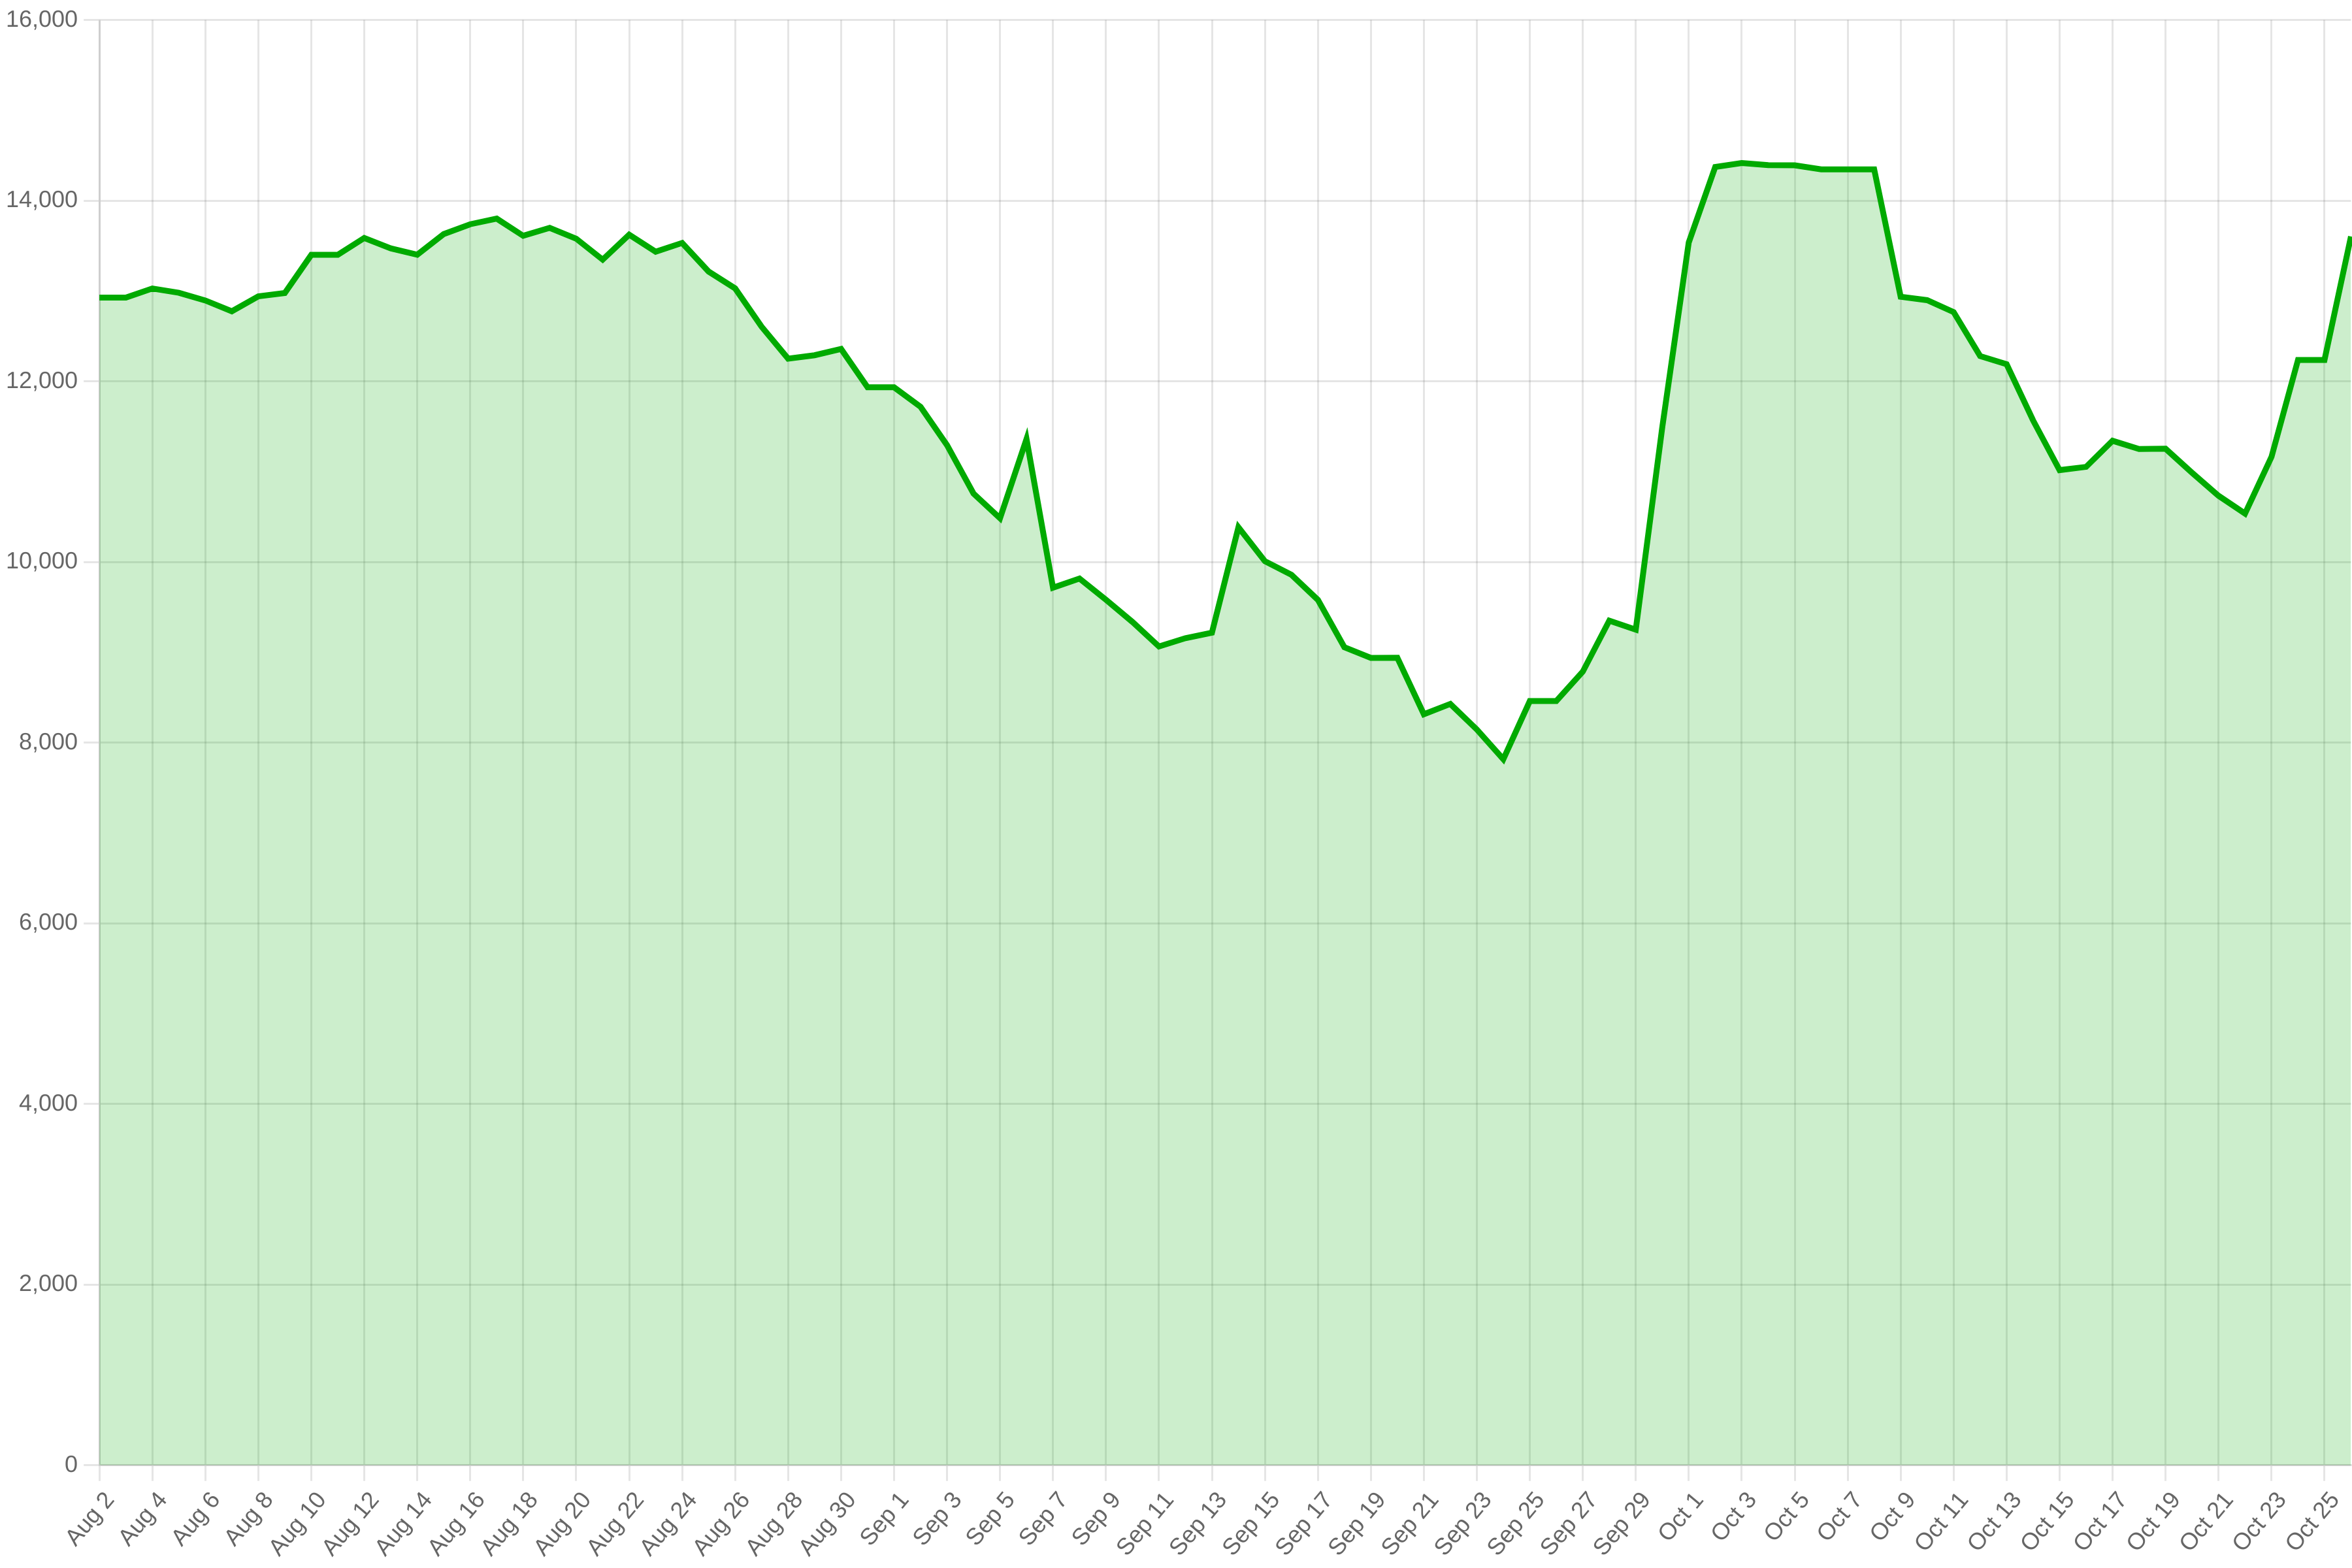 16,000
14,000
12,000
10,000
8,000
6,000
4,000
2,000
0
Aug 2
Aug 4
Aug 6
Aug 8
Aug 10
Aug 12
Aug 14
Aug 16
Aug 18
Aug 20
Aug 22
Aug 24
Aug 26
Aug 28
Aug 30
Sep 1
Sep 3
Sep 5
Sep 7
Sep 9
Sep 11
Sep 13
Sep 15
Sep 17
Sep 19
Sep 21
Sep 23
Sep 25
Sep 27
Sep 29
Oct 1
Oct 3
Oct 5
Oct 7
Oct 9
Oct 11
Oct 13
Oct 15
Oct 17
Oct 19
Oct 21
Oct 23
Oct 25